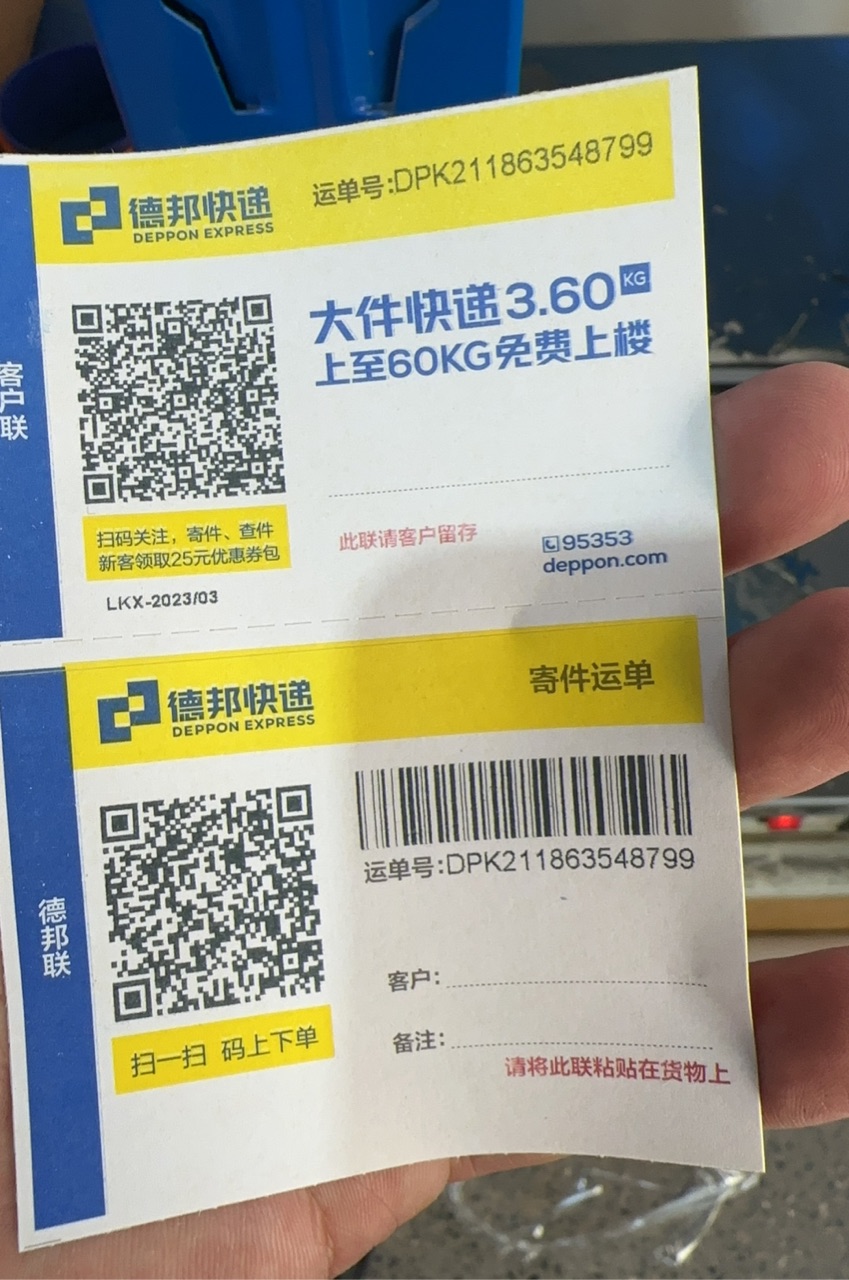 德邦快递
DEPPON EXPRESS
运单号:DPK211863548799
客户联
大件快递3.60KG
上至60KG免费上楼
扫码关注，寄件、查件
新客领取25元优惠券包
此联请客户留存
95353
deppon.com
LKX-2023/03
德邦快递
DEPPON EXPRESS
寄件运单
运单号:DPK211863548799
德邦联
客户:
备注:
扫一扫 码上下单
请将此联粘贴在货物上